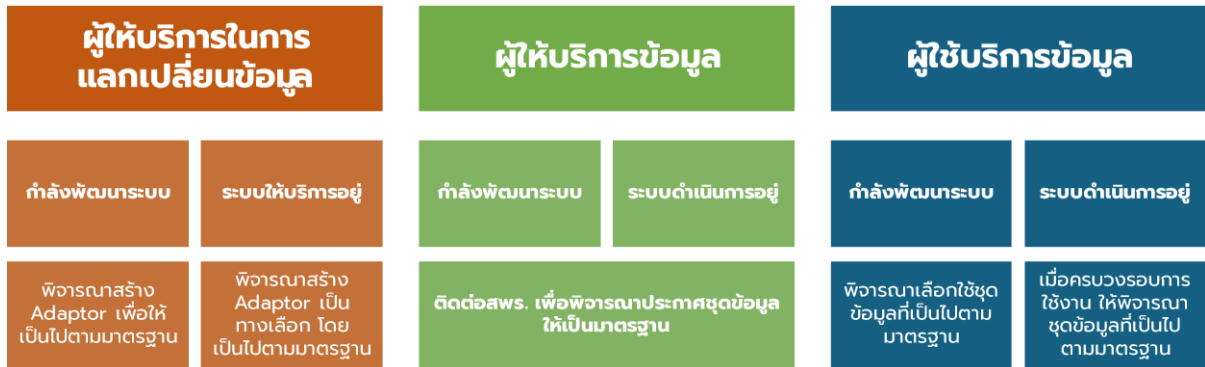 ผู้ให้บริการในการ
แลกเปลี่ยนข้อมูล
ผู้ให้บริการข้อมูล
ผู้ใช้บริการข้อมูล
กำลังพัฒนาระบบ
ระบบให้บริการอยู่
กำลังพัฒนาระบบ
ระบบดำเนินการอยู่
กำลังพัฒนาระบบ
ระบบดำเนินการอยู่
พิจารณาสร้าง
Adaptor เพื่อให้
เป็นไปตามมาตรฐาน
พิจารณาสร้าง
Adaptor เป็น
ทางเลือก โดย
เป็นไปตามมาตรฐาน
ติดต่อสพร. เพื่อพิจารณาประกาศชุดข้อมูล
ให้เป็นมาตรฐาน
พิจารณาเลือกใช้ชุด
ข้อมูลที่เป็นไปตาม
มาตรฐาน
เมื่อครบวงรอบการ
ใช้งาน ให้พิจารณา
ชุดข้อมูลที่เป็นไป
ตามมาตรฐาน